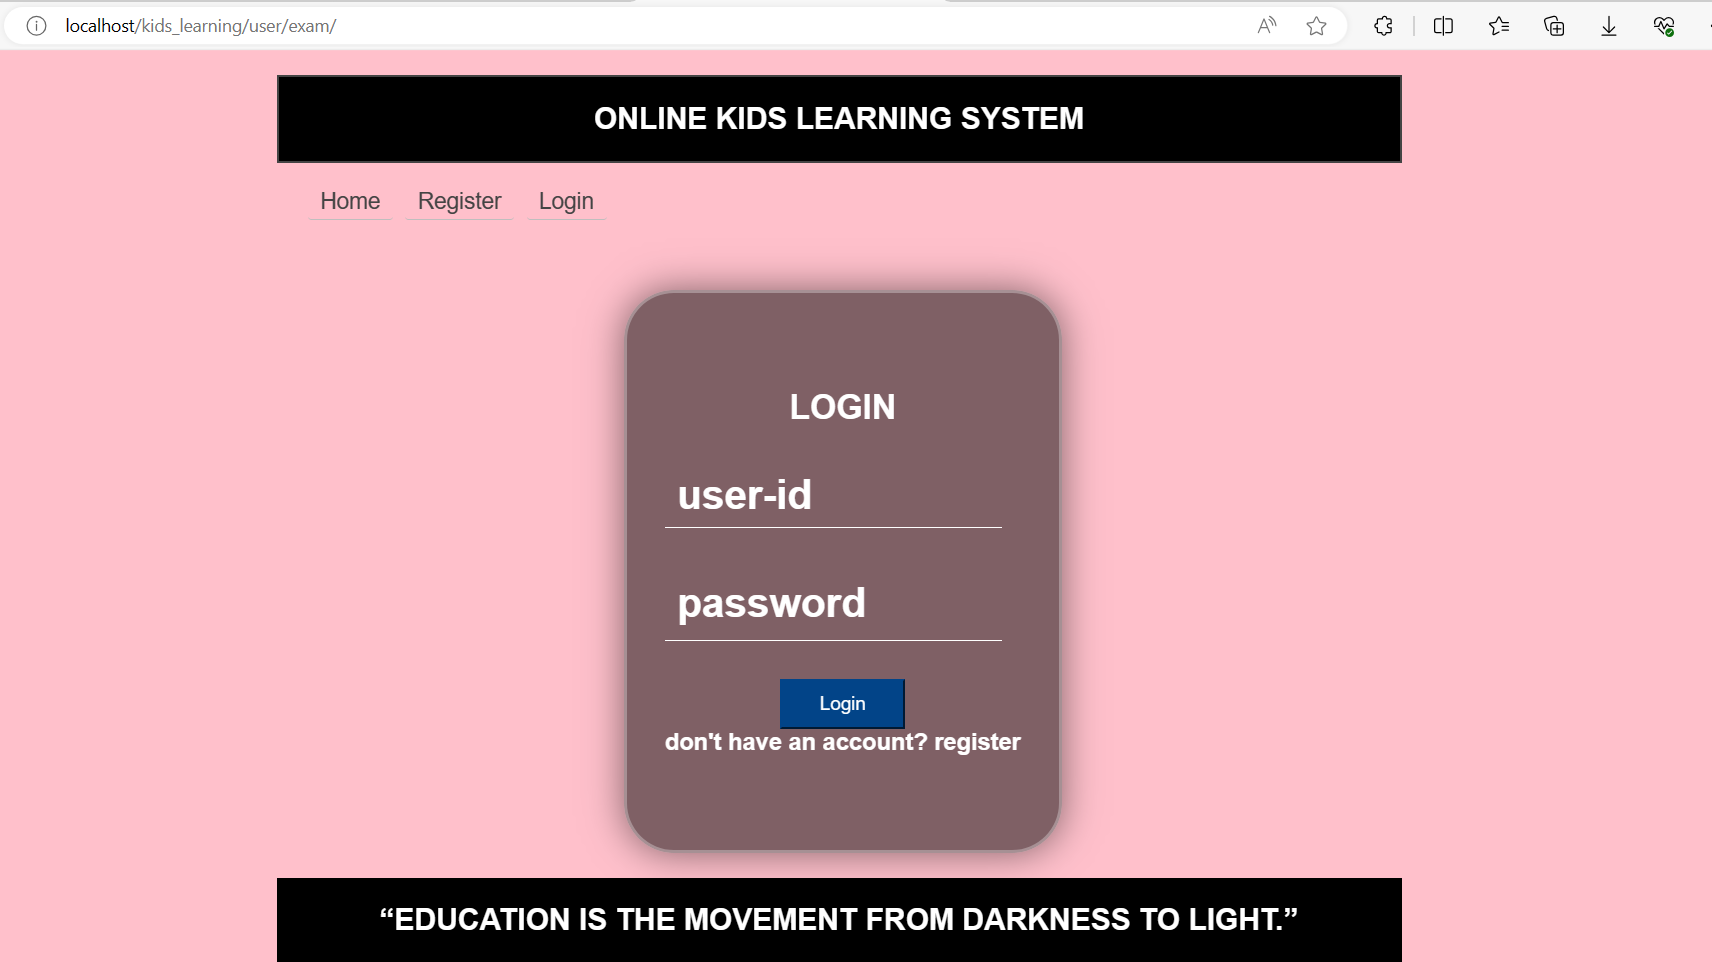 localhost/kids_learning/user/exam/
ONLINE KIDS LEARNING SYSTEM
Home Register Login
LOGIN
user-id
password
Login
don't have an account? register
“EDUCATION IS THE MOVEMENT FROM DARKNESS TO LIGHT.”